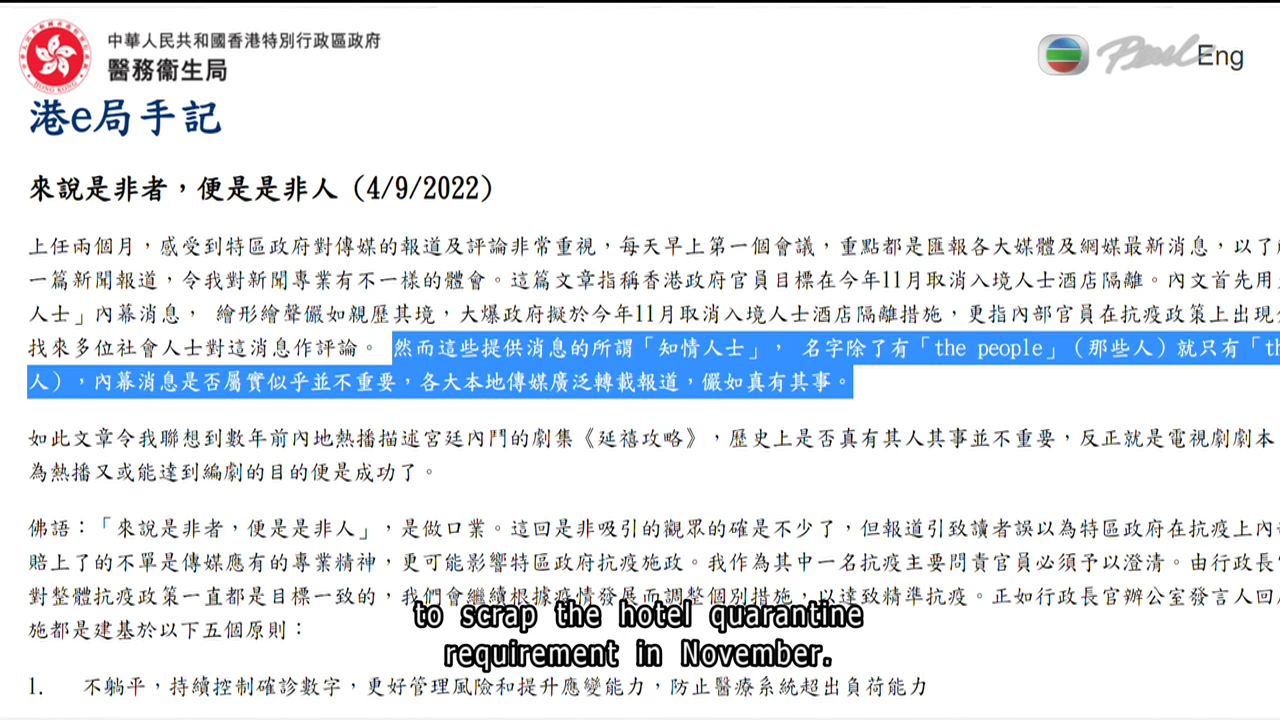 中華人民共和國香港特別行政區政府
醫務衞生局
Pearl
Eng
港e局手記
來說是非者，便是是非人 (4/9/2022)
上任兩個月，感受到特區政府對傳媒的報道及評論非常重視，每天早上第一個會議，重點都是匯報各大媒體及網媒最新消息，以了
一篇新聞報道，令我對新聞專業有不一樣的體會。這篇文章指稱香港政府官員目標在今年11月取消入境人士酒店隔離。內文首先用
人士」內幕消息， 繪形繪聲儼如親歷其境，大爆政府擬於今年11月取消入境人士酒店隔離措施，更指內部官員在抗疫政策上出現
找來多位社會人士對這消息作評論。 然而這些提供消息的所謂「知情人士」， 名字除了有「the people」（那些人）就只有「th
人），內幕消息是否屬實似乎並不重要，各大本地傳媒廣泛轉載報道，儼如真有其事。
如此文章令我聯想到數年前內地熱播描述宮廷內鬥的劇集《延禧攻略》，歷史上是否真有其人其事並不重要，反正就是電視劇劇本
為熱播又或能達到編劇的目的便是成功了。
佛語：「來說是非者，便是是非人」，是做口業。這回是非吸引的觀眾的確是不少了，但報道引致讀者誤以為特區政府在抗疫上內
賠上了的不單是傳媒應有的專業精神，更可能影響特區政府抗疫施政。我作為其中一名抗疫主要問責官員必須予以澄清。由行政長
對整體抗疫政策一直都是目標一致的，我們會繼續根據疫情發展而調整個別措施，以達致精準抗疫。正如行政長官辦公室發言人回
施都是建基於以下五個原則：
to scrap the hotel quarantine
requirement in November.
1. 不躺平，持續控制確診數字，更好管理風險和提升應變能力，防止醫療系統超出負荷能力